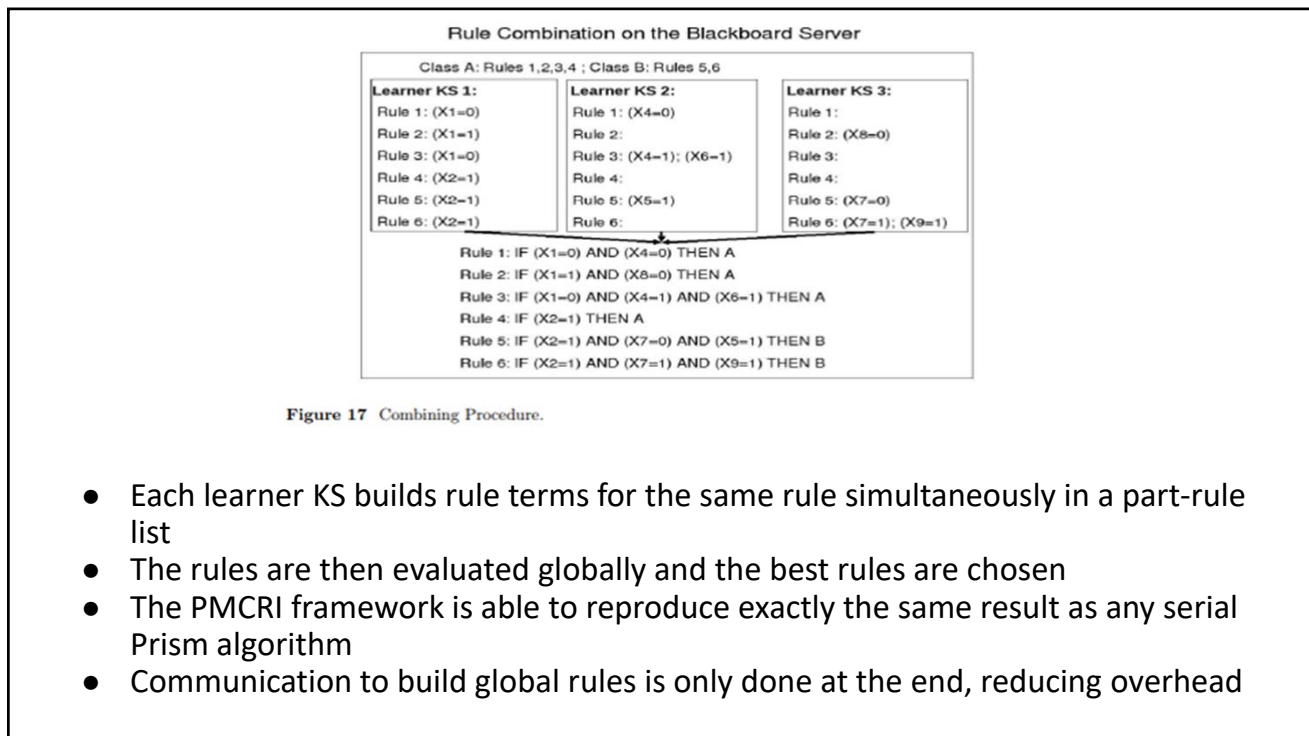 Rule Combination on the Blackboard Server
Class A: Rules 1,2,3,4 ; Class B: Rules 5,6
Learner KS 1:
Rule 1: (X1=0)
Rule 2: (X1=1)
Rule 3: (X1=0)
Rule 4: (X2=1)
Rule 5: (X2=1)
Rule 6: (X2=1)
Learner KS 2:
Rule 1: (X4=0)
Rule 2:
Rule 3: (X4=1); (X6=1)
Rule 4:
Rule 5: (X5=1)
Rule 6:
Learner KS 3:
Rule 1:
Rule 2: (X8=0)
Rule 3:
Rule 4:
Rule 5: (X7=0)
Rule 6: (X7=1); (X9=1)
Rule 1: IF (X1=0) AND (X4=0) THEN A
Rule 2: IF (X1=1) AND (X8=0) THEN A
Rule 3: IF (X1=0) AND (X4=1) AND (X6=1) THEN A
Rule 4: IF (X2=1) THEN A
Rule 5: IF (X2=1) AND (X7=0) AND (X5=1) THEN B
Rule 6: IF (X2=1) AND (X7=1) AND (X9=1) THEN B
Figure 17 Combining Procedure.
● Each learner KS builds rule terms for the same rule simultaneously in a part-rule
list
● The rules are then evaluated globally and the best rules are chosen
● The PMCRI framework is able to reproduce exactly the same result as any serial
Prism algorithm
● Communication to build global rules is only done at the end, reducing overhead